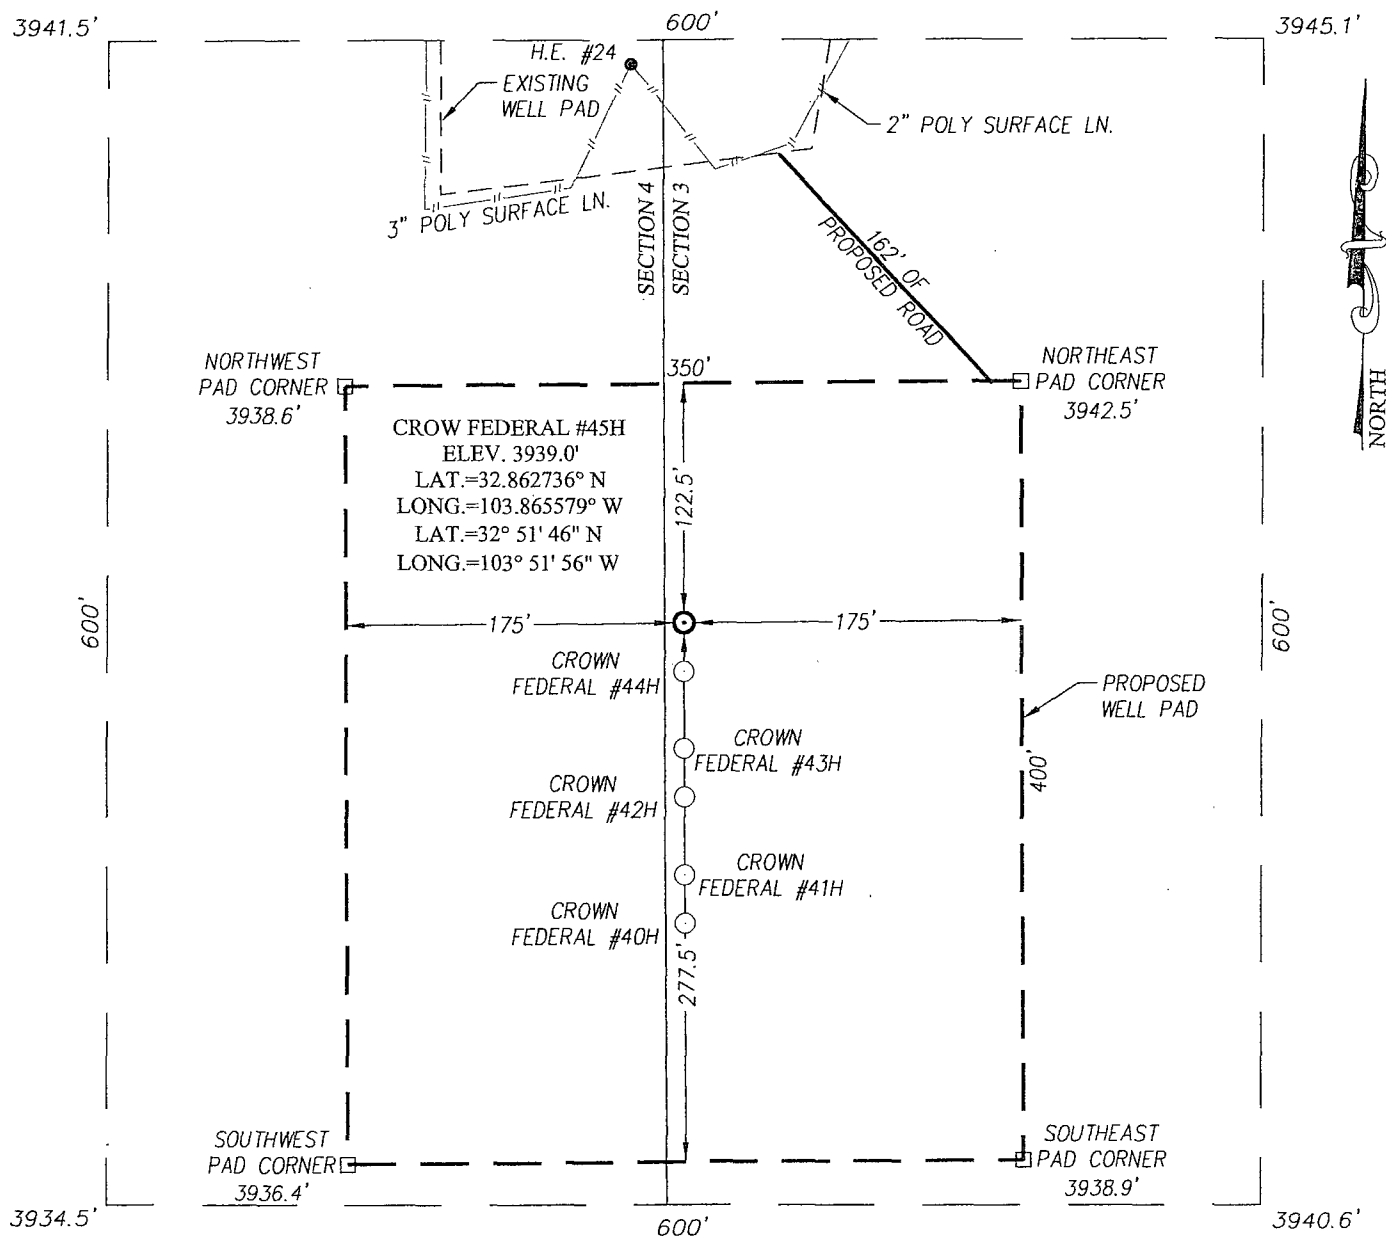 3941.5'
600'
3945.1'
H.E. #24
EXISTING
WELL PAD
2" POLY SURFACE LN.
3" POLY SURFACE LN.
SECTION 4
SECTION 3
162' OF
PROPOSED ROAD
NORTH
NORTHWEST
PAD CORNER
3938.6'
350'
NORTHEAST
PAD CORNER
3942.5'
CROW FEDERAL #45H
ELEV. 3939.0'
LAT.=32.862736° N
LONG.=103.865579° W
LAT.=32° 51' 46" N
LONG.=103° 51' 56" W
122.5'
600'
175'
175'
600'
CROWN
FEDERAL #44H
PROPOSED
WELL PAD
CROWN
FEDERAL #43H
400'
CROWN
FEDERAL #42H
CROWN
FEDERAL #41H
CROWN
FEDERAL #40H
277.5'
SOUTHWEST
PAD CORNER
3936.4'
SOUTHEAST
PAD CORNER
3938.9'
3934.5'
600'
3940.6'